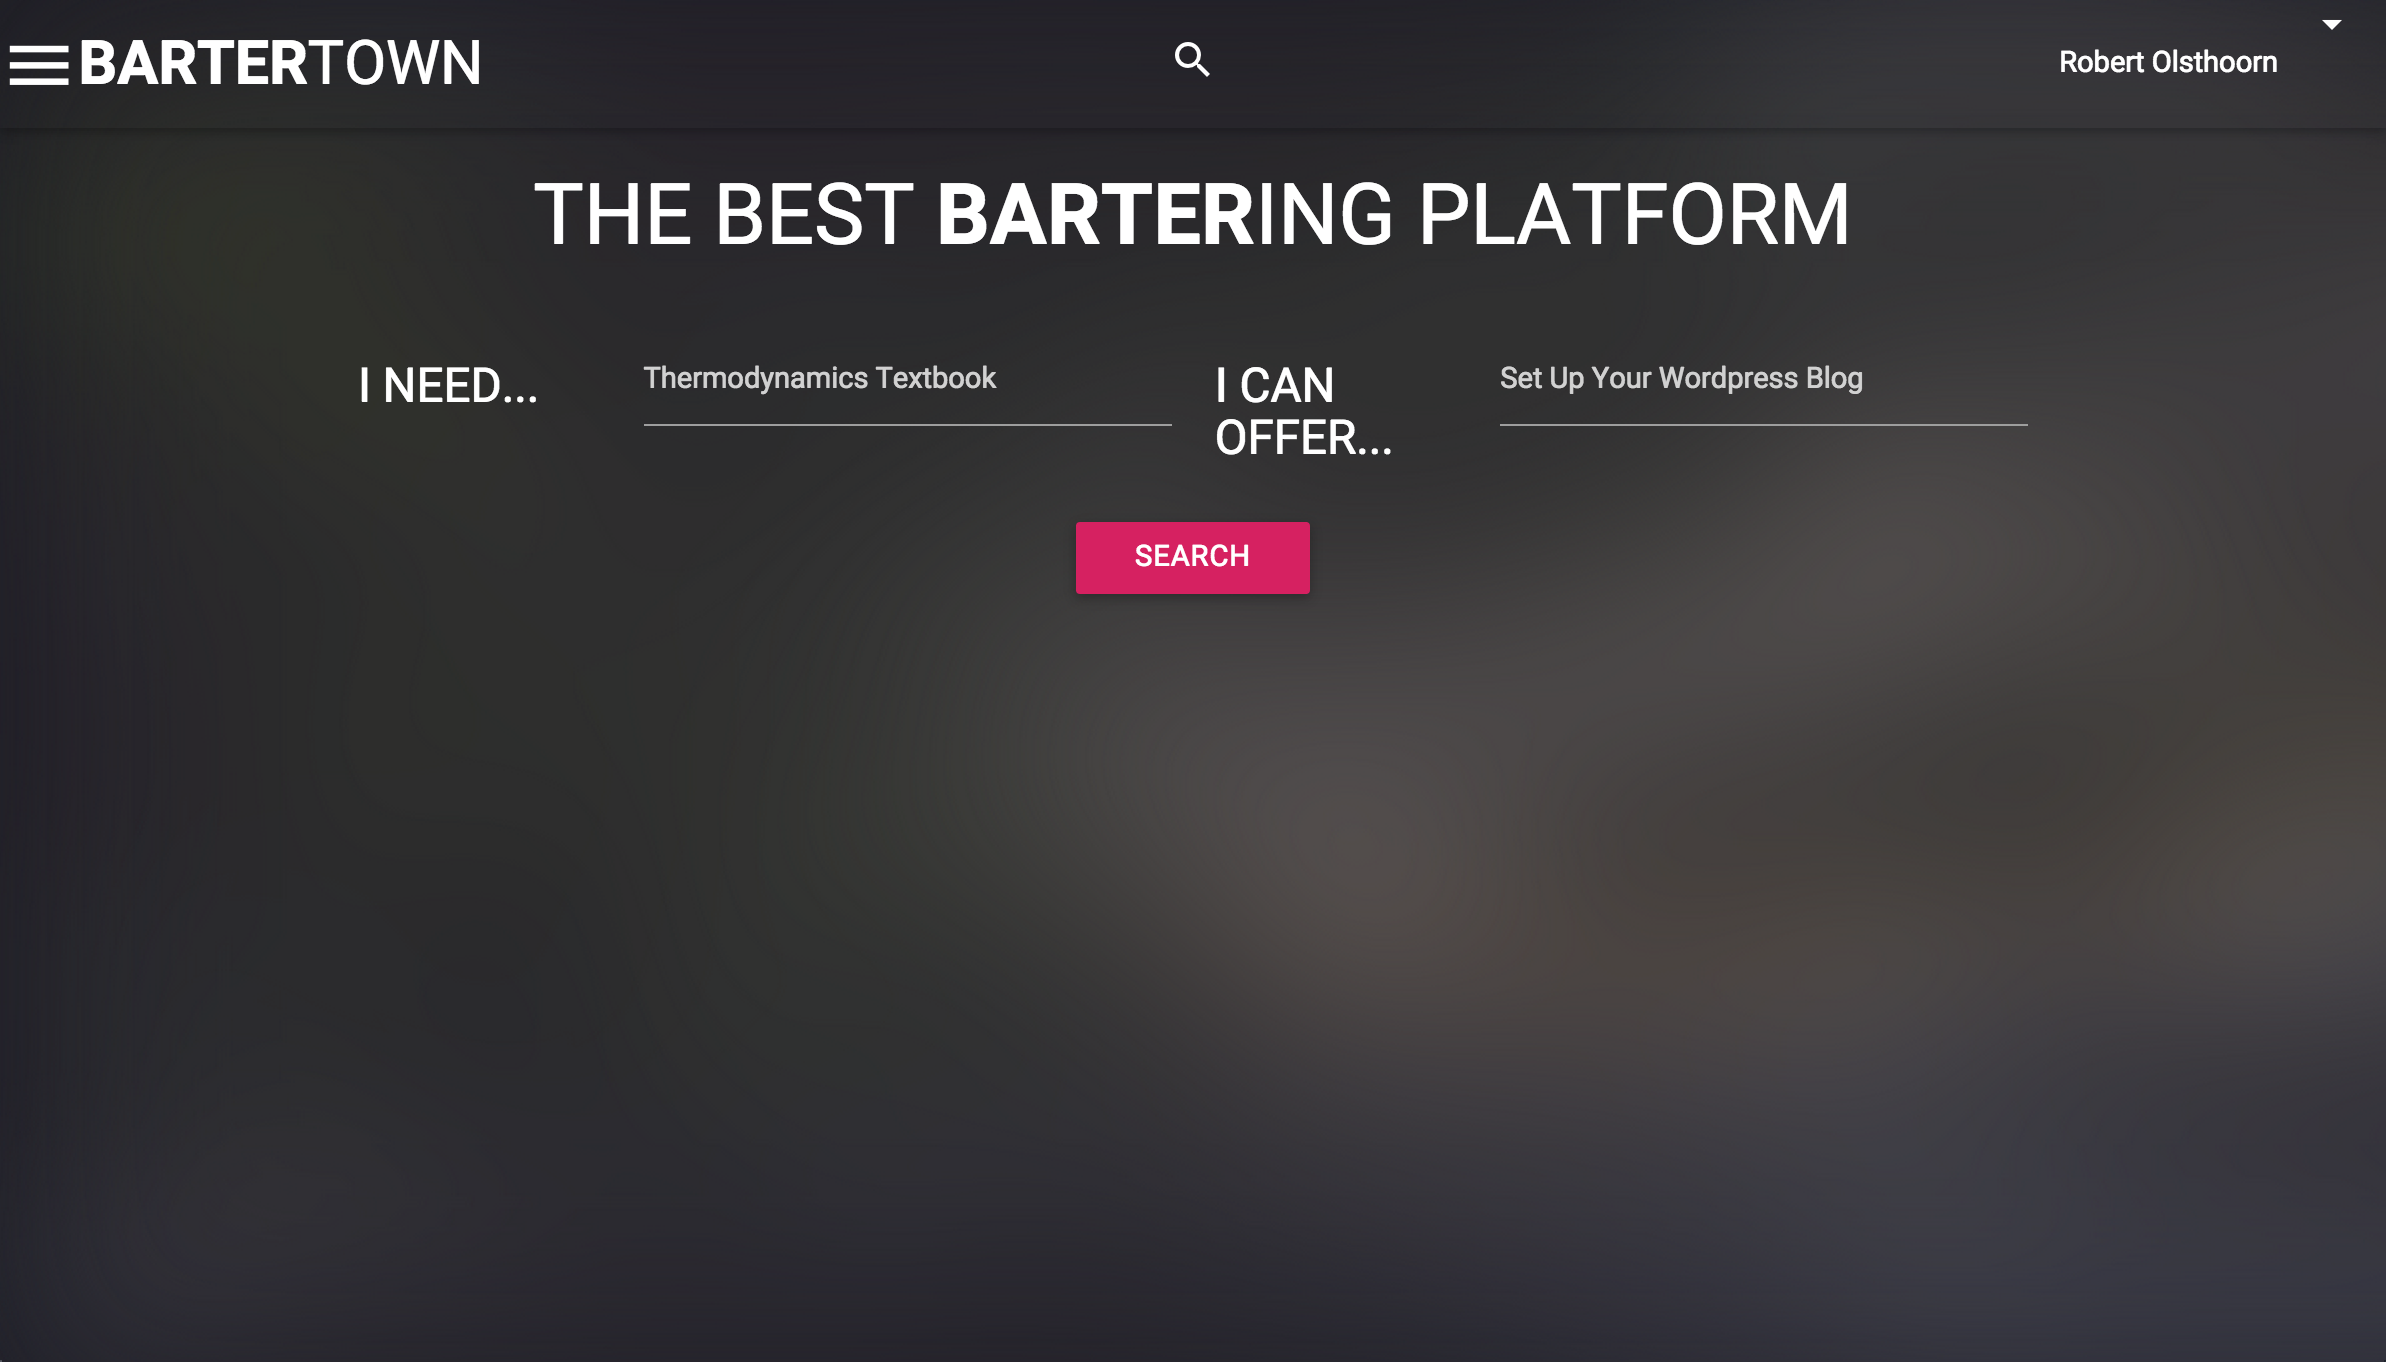 BARTERTOWN
Robert Olsthoorn
THE BEST BARTERING PLATFORM
I NEED...
Thermodynamics Textbook
I CAN
OFFER...
Set Up Your Wordpress Blog
SEARCH